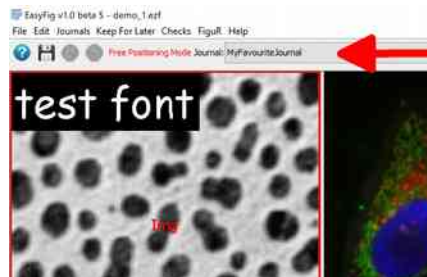 EasyFig v1.0 beta 5 - demo_1.ezf
File Edit Journals Keep For Later Checks FiguR Help
Free Positioning Mode Journal: MyFavouriteJournal
test font
Img